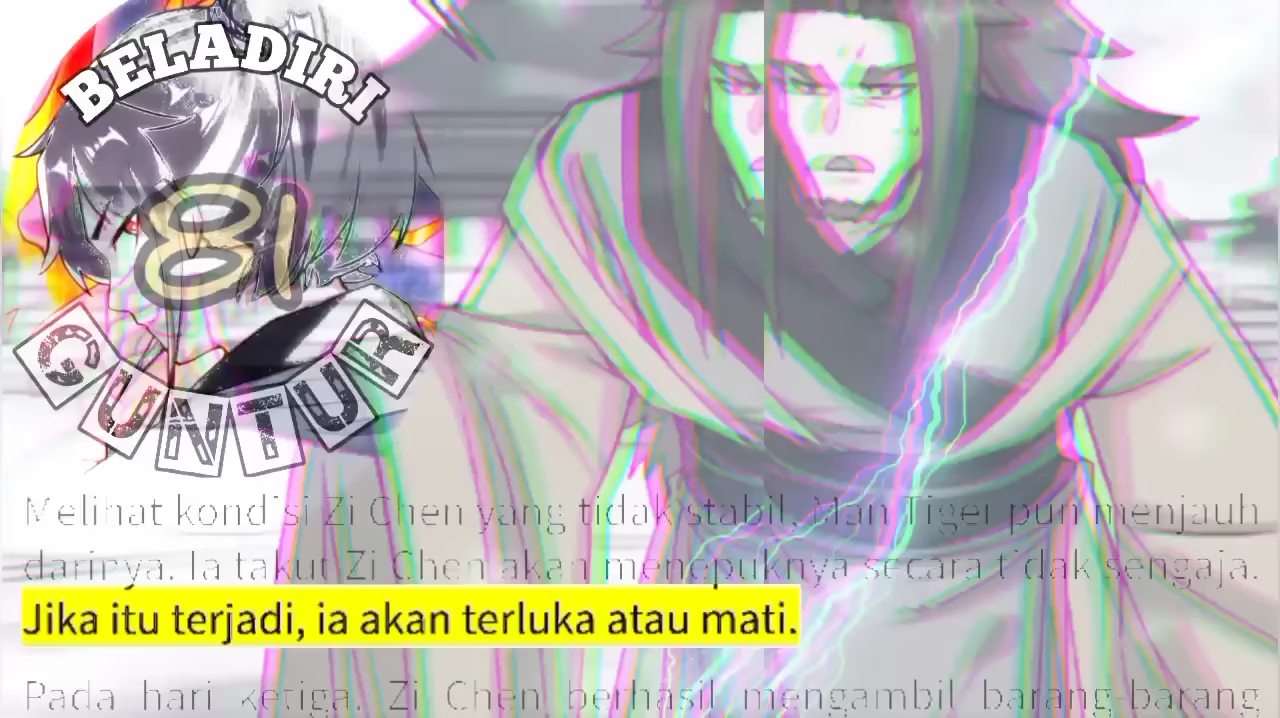 BELADIRI
81
GUNTUR
Melihat kondisi Zi Chen yang tidak stabil, Man Tiger pun menjauh
darinya. Ia takut Zi Chen akan menepuknya secara tidak sengaja.
Jika itu terjadi, ia akan terluka atau mati.
Pada hari ketiga, Zi Chen berhasil mengambil barang-barang